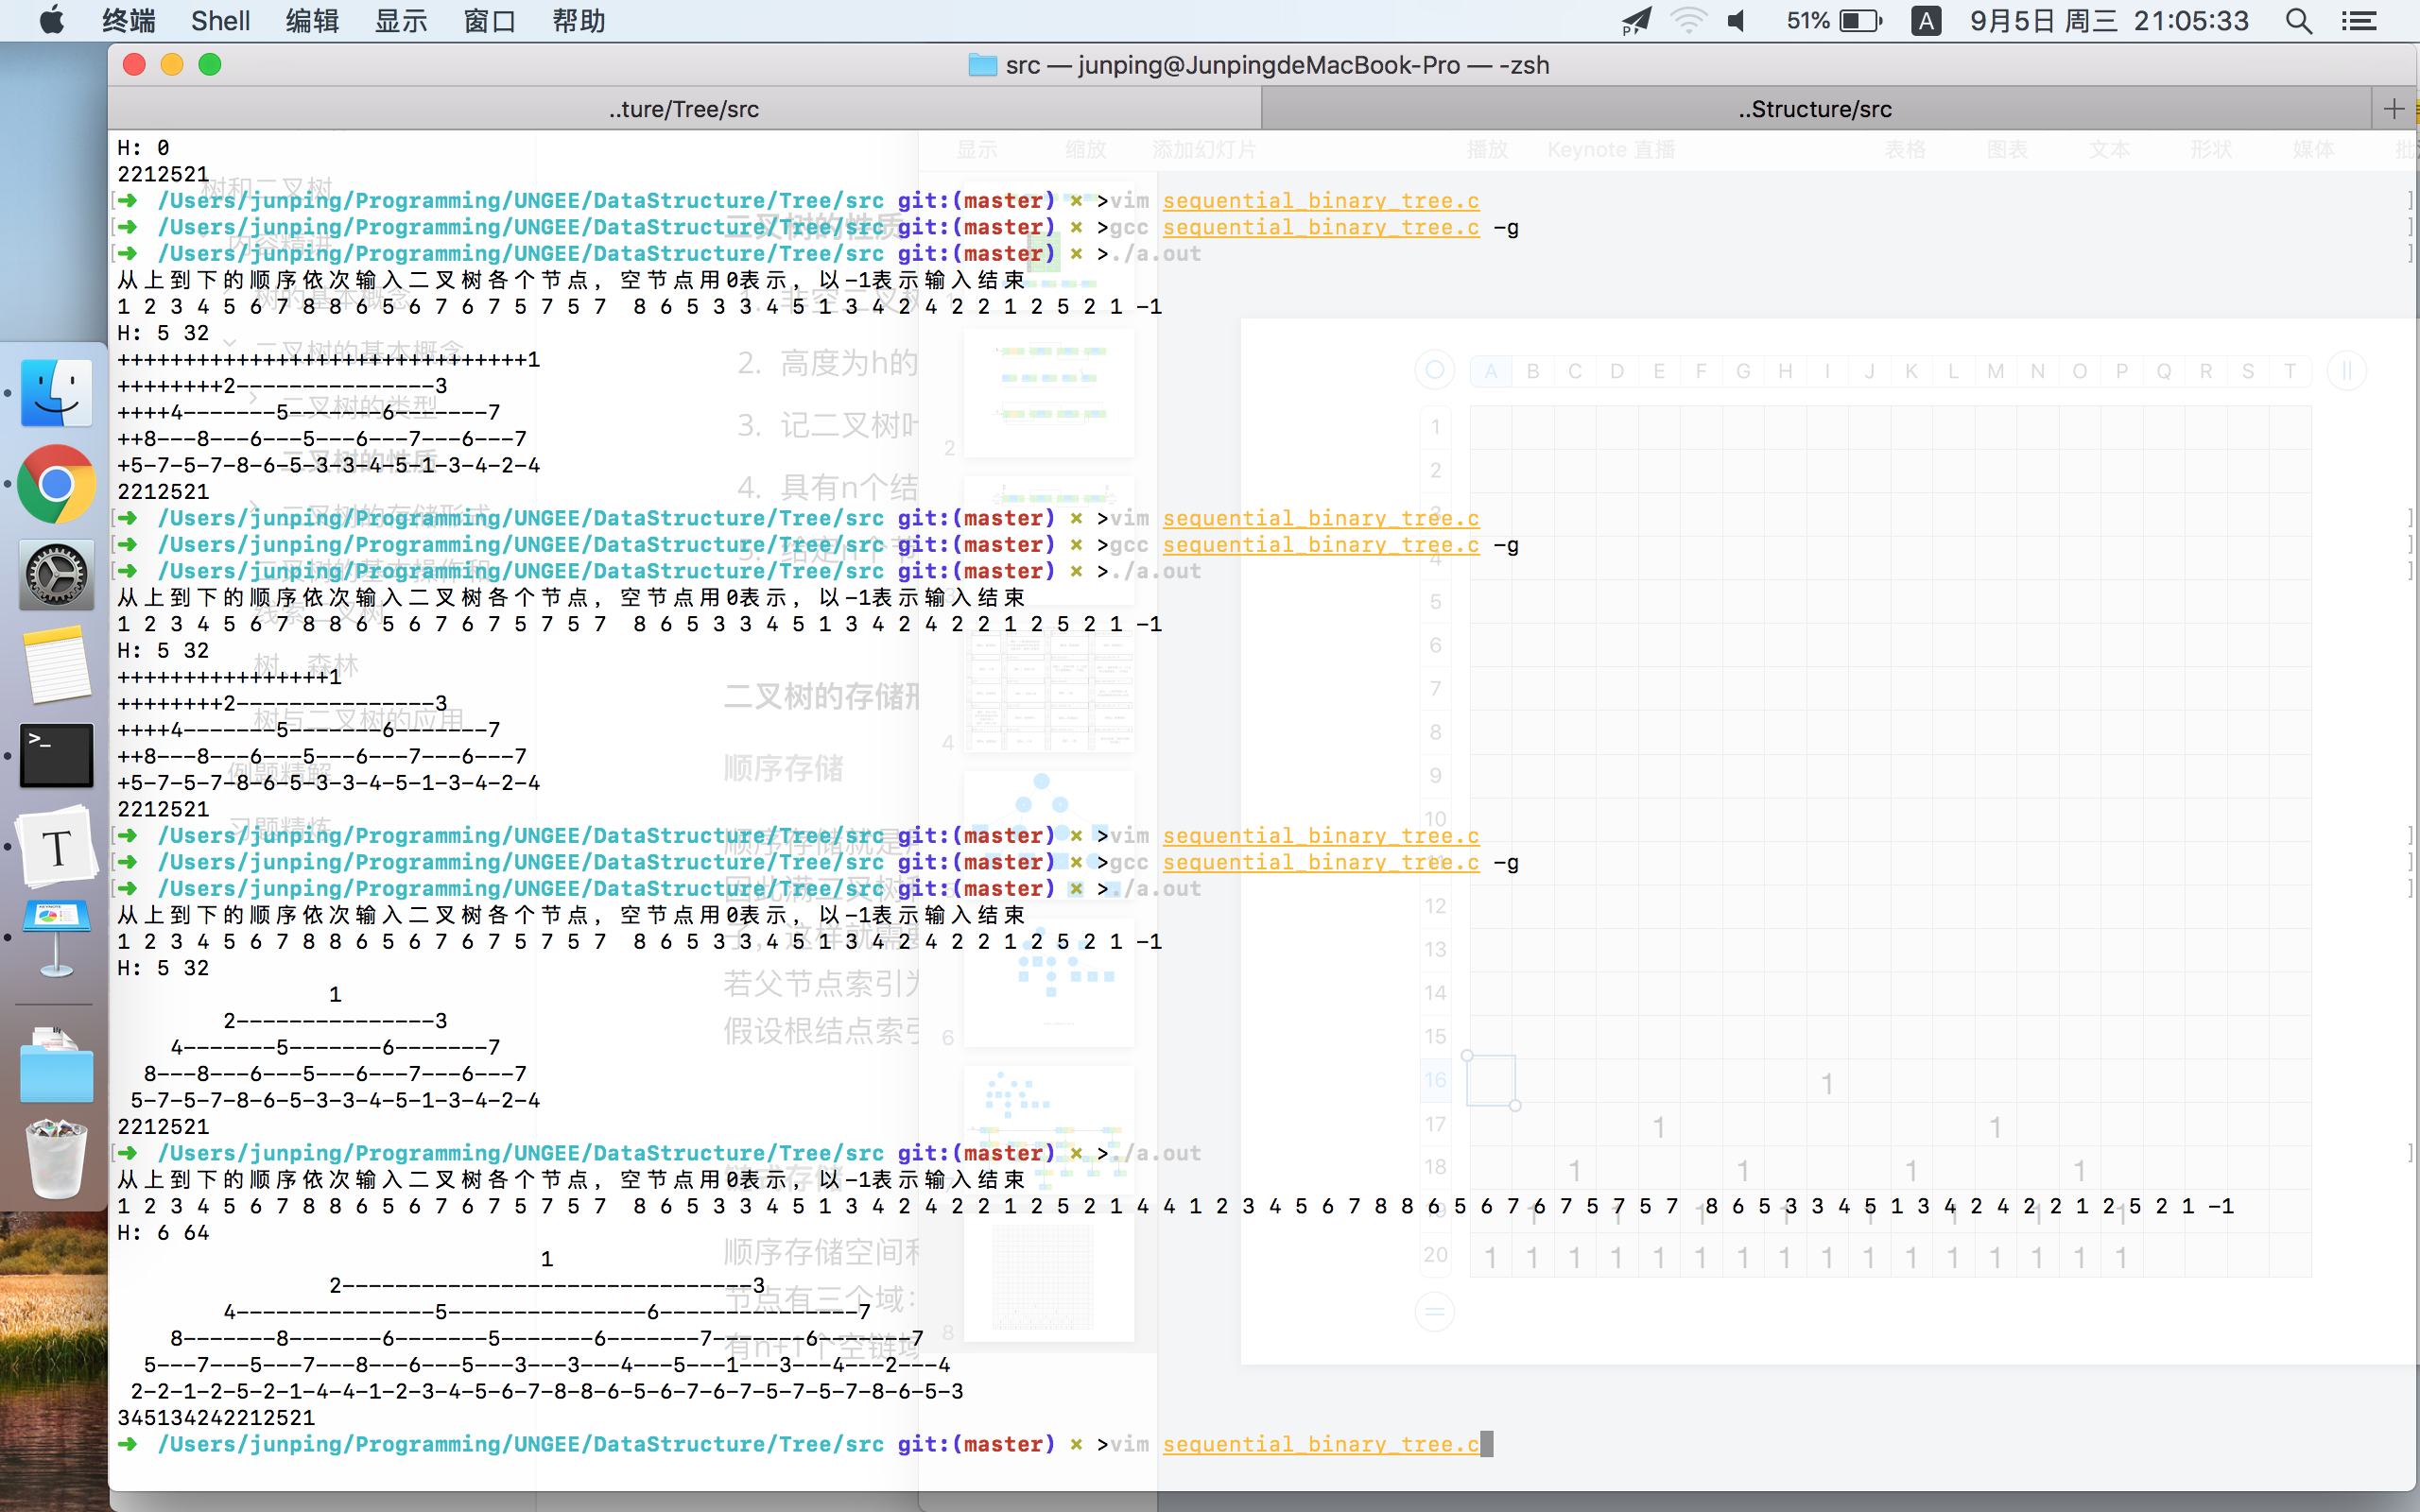 终端 Shell 编辑 显示 窗口 帮助 51% A 9月5日 周三 21:05:33
src — junping@JunpingdeMacBook-Pro — -zsh
..ture/Tree/src ..Structure/src
H: 0
2212521
[➜ /Users/junping/Programming/UNGEE/DataStructure/Tree/src git:(master) × >vim sequential_binary_tree.c ]
[➜ /Users/junping/Programming/UNGEE/DataStructure/Tree/src git:(master) × >gcc sequential_binary_tree.c -g ]
[➜ /Users/junping/Programming/UNGEE/DataStructure/Tree/src git:(master) × >./a.out ]
从上到下的顺序依次输入二叉树各个节点，空节点用0表示，以-1表示输入结束
1 2 3 4 5 6 7 8 8 6 5 6 7 6 7 5 7 5 7  8 6 5 3 3 4 5 1 3 4 2 4 2 2 1 2 5 2 1 -1
H: 5 32
+++++++++++++++++++++++++++++++1
++++++++2---------------3
++++4-------5-------6-------7
++8---8---6---5---6---7---6---7
+5-7-5-7-8-6-5-3-3-4-5-1-3-4-2-4
2212521
[➜ /Users/junping/Programming/UNGEE/DataStructure/Tree/src git:(master) × >vim sequential_binary_tree.c ]
[➜ /Users/junping/Programming/UNGEE/DataStructure/Tree/src git:(master) × >gcc sequential_binary_tree.c -g ]
[➜ /Users/junping/Programming/UNGEE/DataStructure/Tree/src git:(master) × >./a.out ]
从上到下的顺序依次输入二叉树各个节点，空节点用0表示，以-1表示输入结束
1 2 3 4 5 6 7 8 8 6 5 6 7 6 7 5 7 5 7  8 6 5 3 3 4 5 1 3 4 2 4 2 2 1 2 5 2 1 -1
H: 5 32
++++++++++++++++1
++++++++2---------------3
++++4-------5-------6-------7
++8---8---6---5---6---7---6---7
+5-7-5-7-8-6-5-3-3-4-5-1-3-4-2-4
2212521
[➜ /Users/junping/Programming/UNGEE/DataStructure/Tree/src git:(master) × >vim sequential_binary_tree.c ]
[➜ /Users/junping/Programming/UNGEE/DataStructure/Tree/src git:(master) × >gcc sequential_binary_tree.c -g ]
[➜ /Users/junping/Programming/UNGEE/DataStructure/Tree/src git:(master) × >./a.out ]
从上到下的顺序依次输入二叉树各个节点，空节点用0表示，以-1表示输入结束
1 2 3 4 5 6 7 8 8 6 5 6 7 6 7 5 7 5 7  8 6 5 3 3 4 5 1 3 4 2 4 2 2 1 2 5 2 1 -1
H: 5 32
                1
        2---------------3
    4-------5-------6-------7
  8---8---6---5---6---7---6---7
 5-7-5-7-8-6-5-3-3-4-5-1-3-4-2-4
2212521
[➜ /Users/junping/Programming/UNGEE/DataStructure/Tree/src git:(master) × >./a.out ]
从上到下的顺序依次输入二叉树各个节点，空节点用0表示，以-1表示输入结束
1 2 3 4 5 6 7 8 8 6 5 6 7 6 7 5 7 5 7  8 6 5 3 3 4 5 1 3 4 2 4 2 2 1 2 5 2 1 4 4 1 2 3 4 5 6 7 8 8 6 5 6 7 6 7 5 7 5 7  8 6 5 3 3 4 5 1 3 4 2 4 2 2 1 2 5 2 1 -1
H: 6 64
                                1
                2-------------------------------3
        4---------------5---------------6---------------7
    8-------8-------6-------5-------6-------7-------6-------7
  5---7---5---7---8---6---5---3---3---4---5---1---3---4---2---4
 2-2-1-2-5-2-1-4-4-1-2-3-4-5-6-7-8-8-6-5-6-7-6-7-5-7-5-7-8-6-5-3
345134242212521
➜ /Users/junping/Programming/UNGEE/DataStructure/Tree/src git:(master) × >vim sequential_binary_tree.c